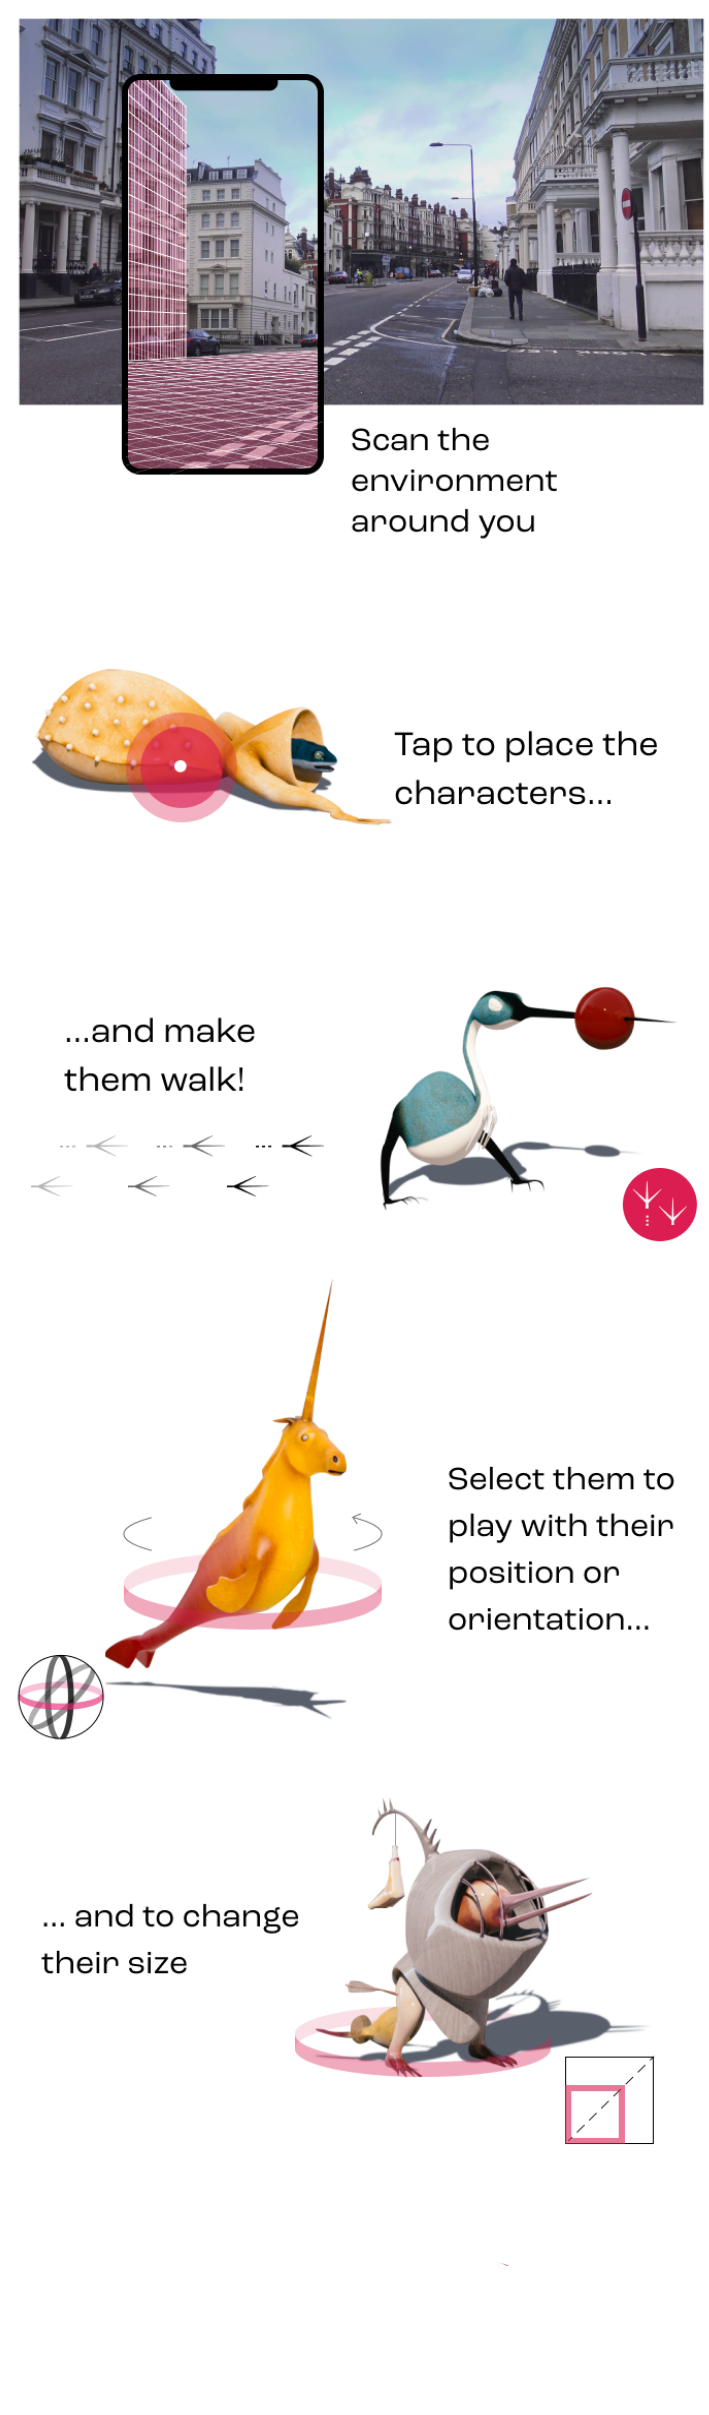 Scan the
environment
around you
Tap to place the
characters...
...and make
them walk!
Select them to
play with their
position or
orientation...
... and to change
their size